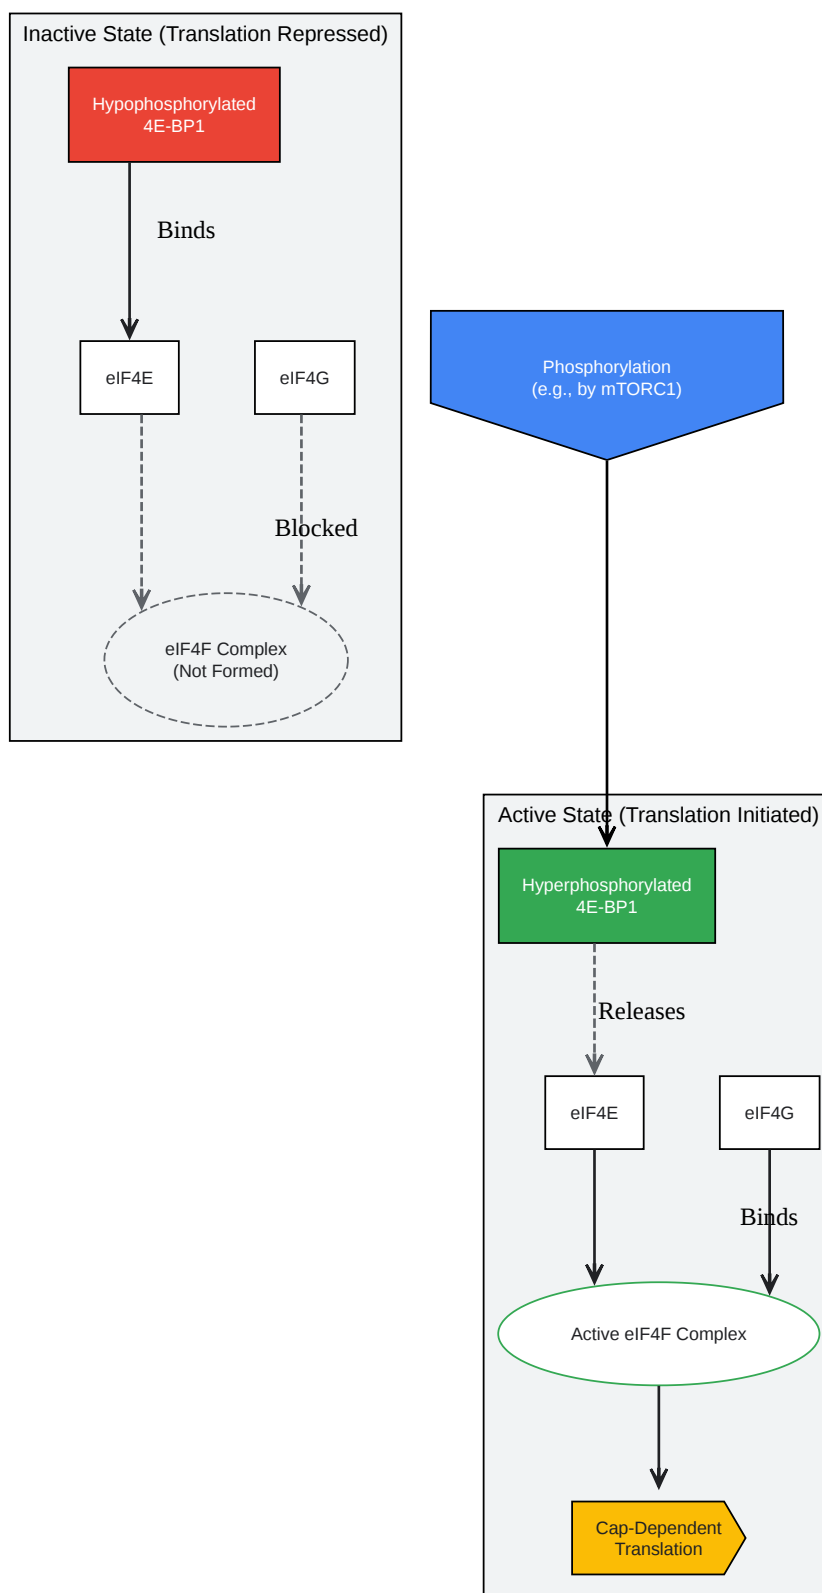 Inactive State (Translation Repressed)
Hypophosphorylated
4E-BP1
Binds
eIF4E
eIF4G
Blocked
eIF4F Complex
(Not Formed)
Phosphorylation
(e.g., by mTORC1)
Active State (Translation Initiated)
Hyperphosphorylated
4E-BP1
Releases
eIF4E
eIF4G
Binds
Active eIF4F Complex
Cap-Dependent
Translation